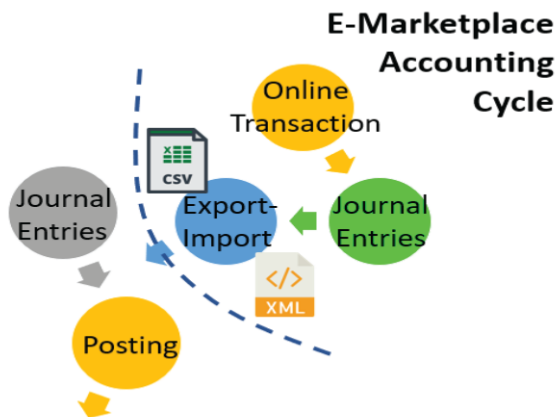 E-Marketplace
Accounting
Cycle
Online
Transaction
X
CSV
Journal
Entries
Export-
Import
Journal
Entries
</>
XML
Posting